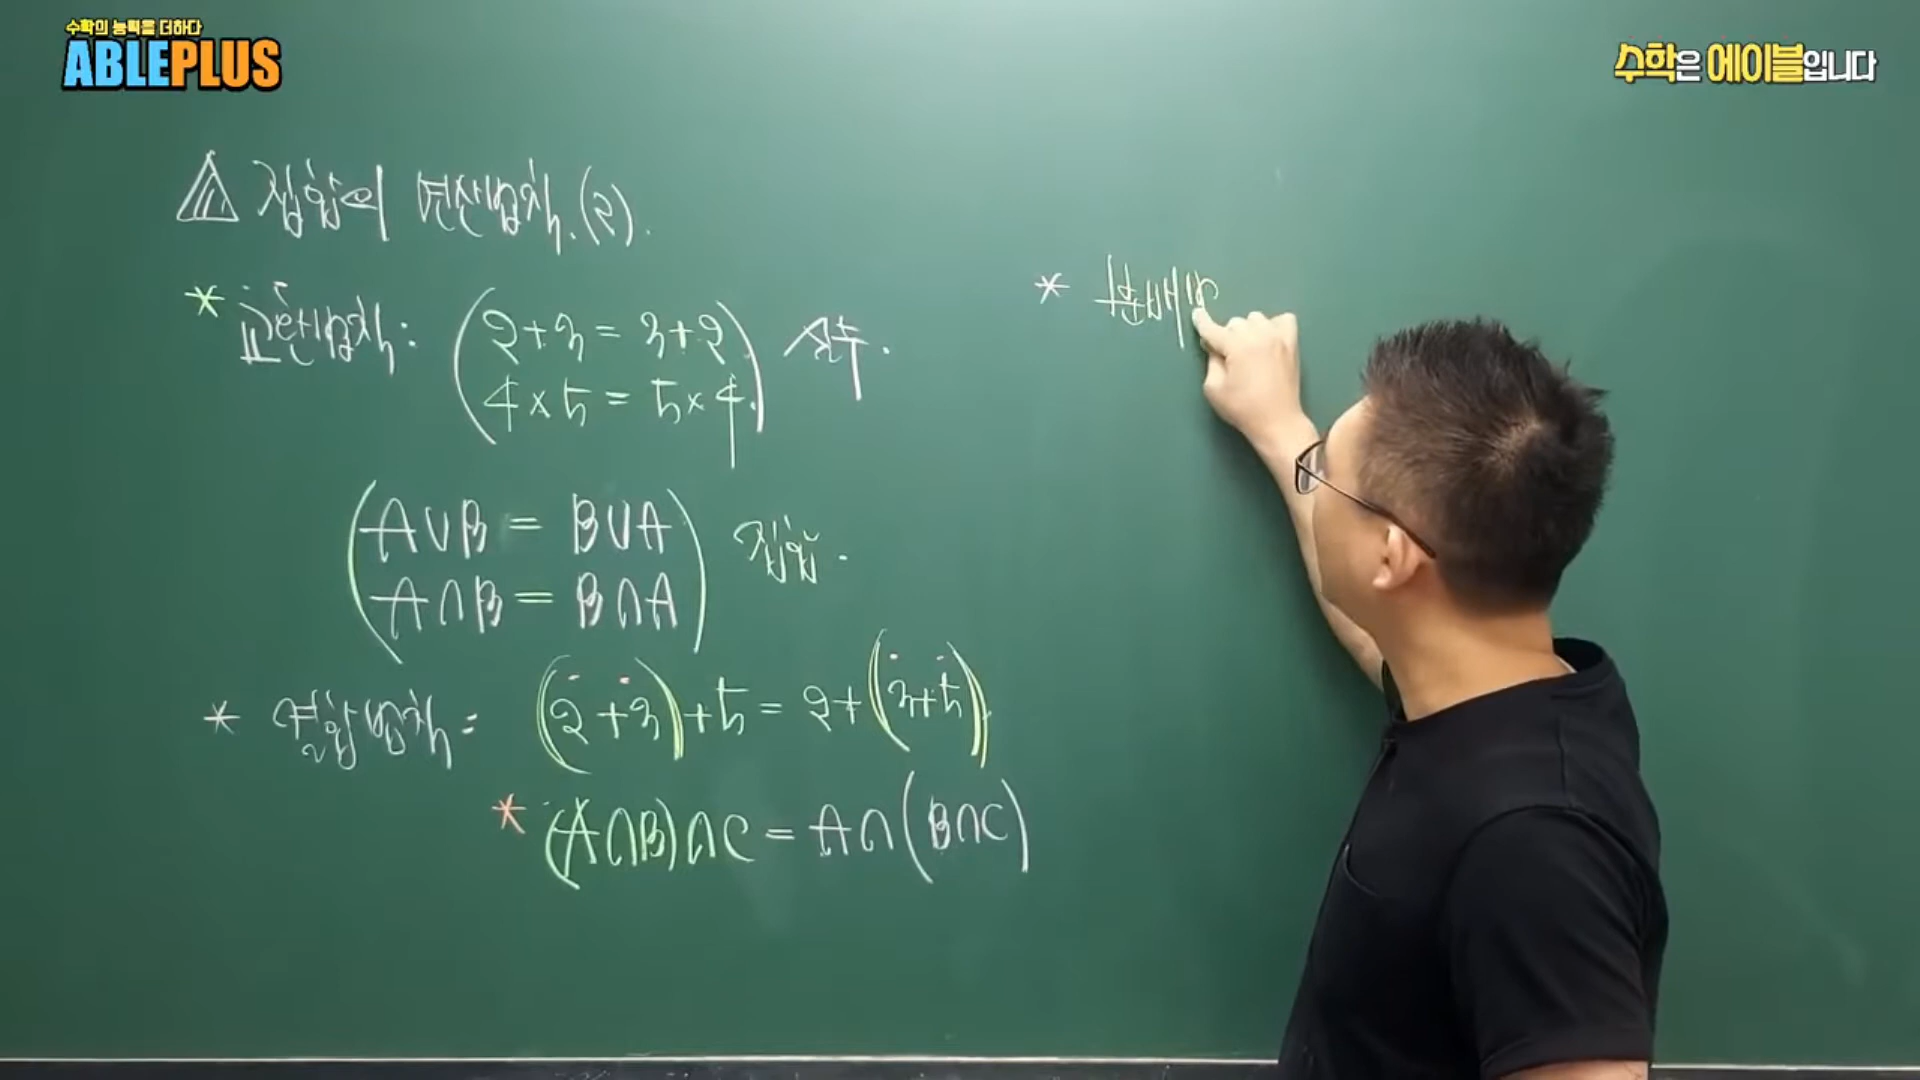 수학의 능력을 더하다
ABLEPLUS
수학은 에이블입니다
집합의 연산법칙.(2).
* 교환법칙: (2+3 = 3+2
4×5 = 5×4.) 실수.
(A∪B = B∪A
A∩B = B∩A) 집합.
* 결합법칙: (2+3)+5 = 2+(3+5)
* (A∩B)∩C = A∩(B∩C)
* 분배법